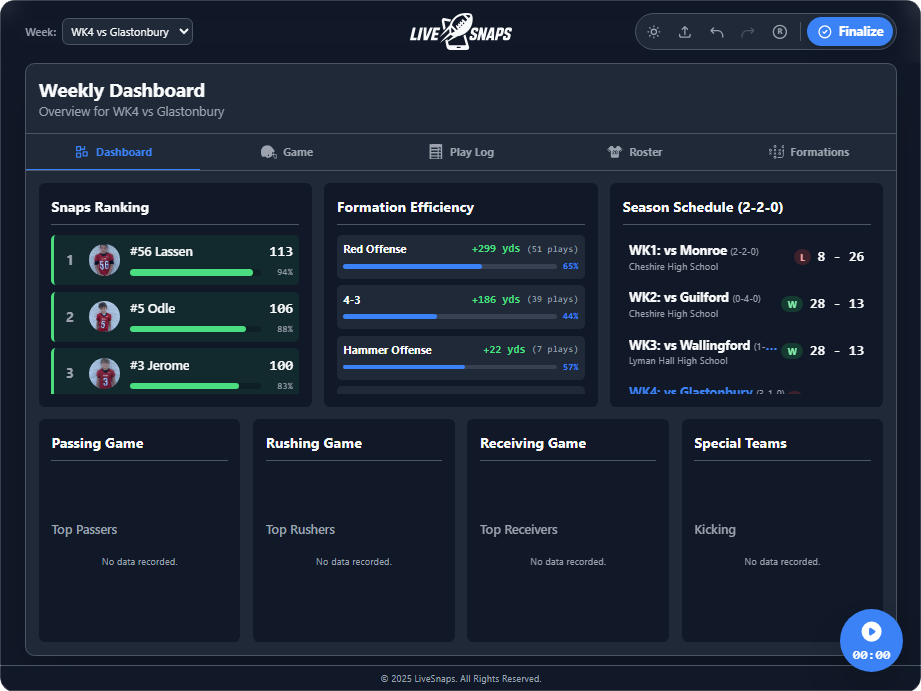 Week: WK4 vs Glastonbury
LIVE SNAPS
R
Finalize
Weekly Dashboard
Overview for WK4 vs Glastonbury
Dashboard
Game
Play Log
Roster
Formations
Snaps Ranking
1 #56 Lassen 113
94%
2 #5 Odle 106
88%
3 #3 Jerome 100
83%
Formation Efficiency
Red Offense +299 yds (51 plays)
65%
4-3 +186 yds (39 plays)
44%
Hammer Offense +22 yds (7 plays)
57%
Season Schedule (2-2-0)
WK1: vs Monroe (2-2-0)
Cheshire High School
L 8 - 26
WK2: vs Guilford (0-4-0)
Cheshire High School
W 28 - 13
WK3: vs Wallingford (1-...
Lyman Hall High School
W 28 - 13
WK4: vs Glastonbury (3-1-0)
Passing Game
Top Passers
No data recorded.
Rushing Game
Top Rushers
No data recorded.
Receiving Game
Top Receivers
No data recorded.
Special Teams
Kicking
No data recorded.
00:00
© 2025 LiveSnaps. All Rights Reserved.